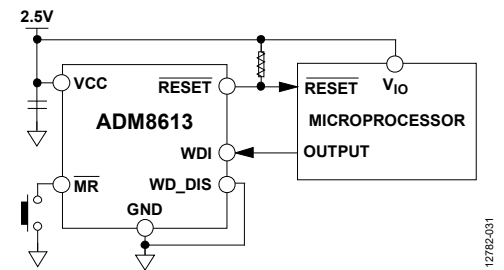 2.5V
VCC
RESET
RESET
VIO
ADM8613
MICROPROCESSOR
WDI
OUTPUT
MR
WD_DIS
GND
12782-031